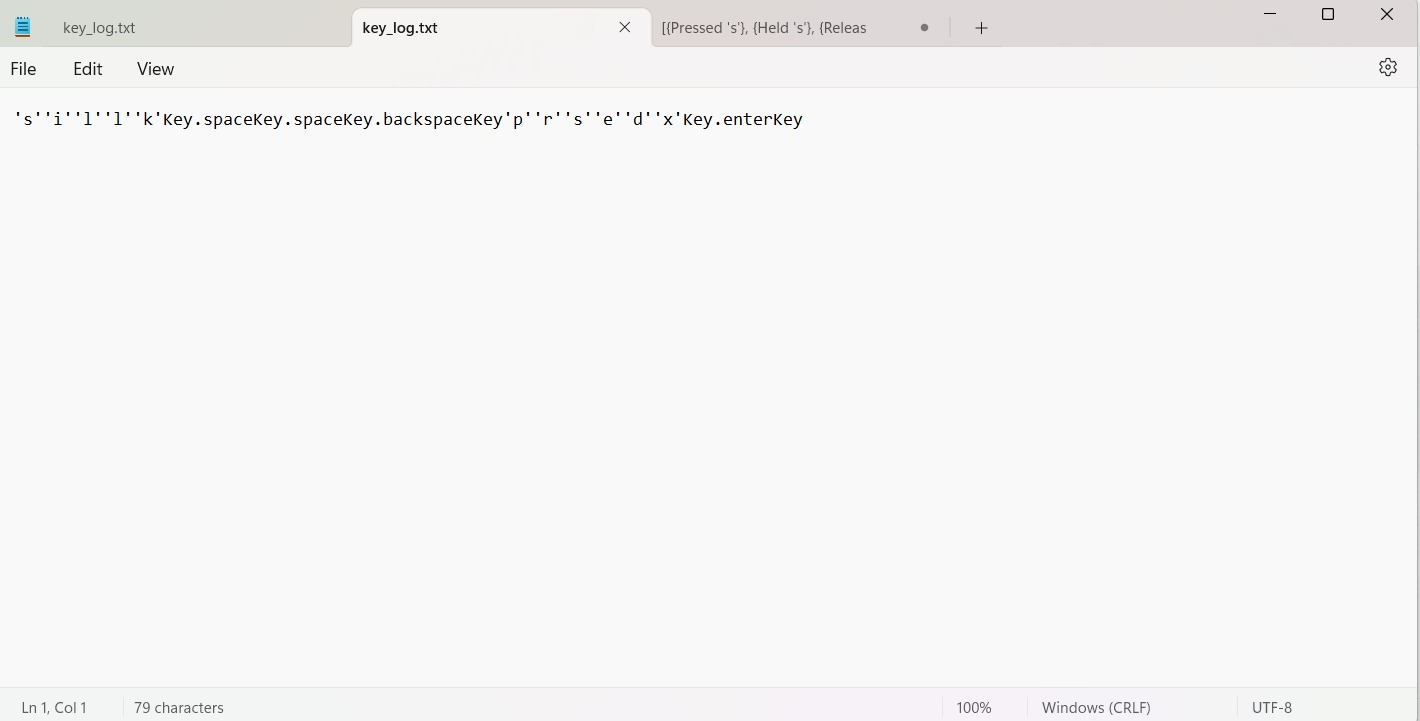 key_log.txt
key_log.txt
[{Pressed 's'}, {Held 's'}, {Releas
File Edit View
's''i''l''l''k'Key.spaceKey.spaceKey.backspaceKey'p''r''s''e''d''x'Key.enterKey
Ln 1, Col 1
79 characters
100%
Windows (CRLF)
UTF-8